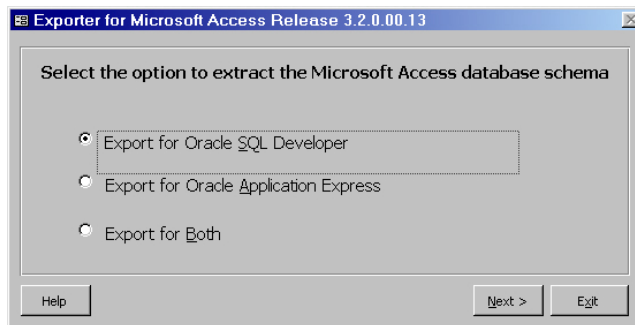 Exporter for Microsoft Access Release 3.2.0.00.13
Select the option to extract the Microsoft Access database schema
Export for Oracle SQL Developer
Export for Oracle Application Express
Export for Both
Help
Next >
Exit